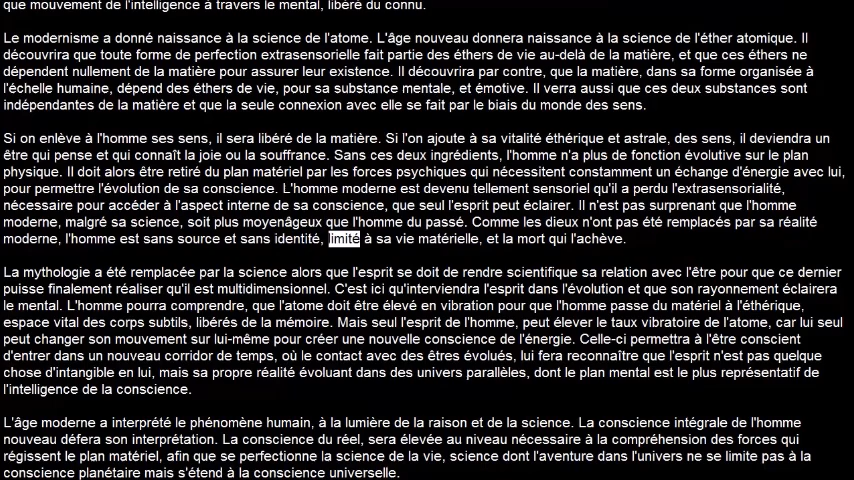 que mouvement de l'intelligence à travers le mental, libéré du connu.
Le modernisme a donné naissance à la science de l'atome. L'âge nouveau donnera naissance à la science de l'éther atomique. Il
découvrira que toute forme de perfection extrasensorielle fait partie des éthers de vie au-delà de la matière, et que ces éthers ne
dépendent nullement de la matière pour assurer leur existence. Il découvrira par contre, que la matière, dans sa forme organisée à
l'échelle humaine, dépend des éthers de vie, pour sa substance mentale, et émotive. Il verra aussi que ces deux substances sont
indépendantes de la matière et que la seule connexion avec elle se fait par le biais du monde des sens.
Si on enlève à l'homme ses sens, il sera libéré de la matière. Si l'on ajoute à sa vitalité éthérique et astrale, des sens, il deviendra un
être qui pense et qui connaît la joie ou la souffrance. Sans ces deux ingrédients, l'homme n'a plus de fonction évolutive sur le plan
physique. Il doit alors être retiré du plan matériel par les forces psychiques qui nécessitent constamment un échange d'énergie avec lui,
pour permettre l'évolution de sa conscience. L'homme moderne est devenu tellement sensoriel qu'il a perdu l'extrasensorialité,
nécessaire pour accéder à l'aspect interne de sa conscience, que seul l'esprit peut éclairer. Il n'est pas surprenant que l'homme
moderne, malgré sa science, soit plus moyenâgeux que l'homme du passé. Comme les dieux n'ont pas été remplacés par sa réalité
moderne, l'homme est sans source et sans identité, limité à sa vie matérielle, et la mort qui l'achève.
La mythologie a été remplacée par la science alors que l'esprit se doit de rendre scientifique sa relation avec l'être pour que ce dernier
puisse finalement réaliser qu'il est multidimensionnel. C'est ici qu'interviendra l'esprit dans l'évolution et que son rayonnement éclairera
le mental. L'homme pourra comprendre, que l'atome doit être élevé en vibration pour que l'homme passe du matériel à l'éthérique,
espace vital des corps subtils, libérés de la mémoire. Mais seul l'esprit de l'homme, peut élever le taux vibratoire de l'atome, car lui seul
peut changer son mouvement sur lui-même pour créer une nouvelle conscience de l'énergie. Celle-ci permettra à l'être conscient
d'entrer dans un nouveau corridor de temps, où le contact avec des êtres évolués, lui fera reconnaître que l'esprit n'est pas quelque
chose d'intangible en lui, mais sa propre réalité évoluant dans des univers parallèles, dont le plan mental est le plus représentatif de
l'intelligence de la conscience.
L'âge moderne a interprété le phénomène humain, à la lumière de la raison et de la science. La conscience intégrale de l'homme
nouveau défera son interprétation. La conscience du réel, sera élevée au niveau nécessaire à la compréhension des forces qui
régissent le plan matériel, afin que se perfectionne la science de la vie, science dont l'aventure dans l'univers ne se limite pas à la
conscience planétaire mais s'étend à la conscience universelle.